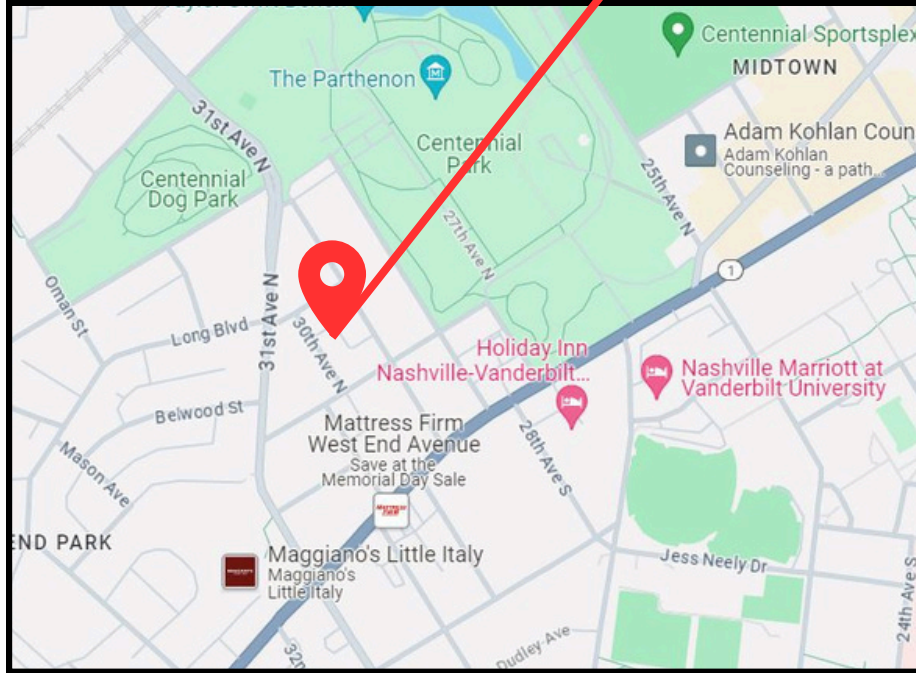 Centennial Sportsplex
MIDTOWN
The Parthenon
31st Ave N
Adam Kohlan Coun
Adam Kohlan
Counseling - a path...
Centennial
Park
Centennial
Dog Park
25th Ave N
27th Ave N
1
Oman St
31st Ave N
Long Blvd
30th Ave N
Holiday Inn
Nashville-Vanderbilt...
Nashville Marriott at
Vanderbilt University
Belwood St
Mattress Firm
West End Avenue
Save at the
Memorial Day Sale
28th Ave S
Mason Ave
END PARK
Maggiano's Little Italy
Maggiano's
Little Italy
Jess Neely Dr
24th Ave S
Dudley Ave
32n